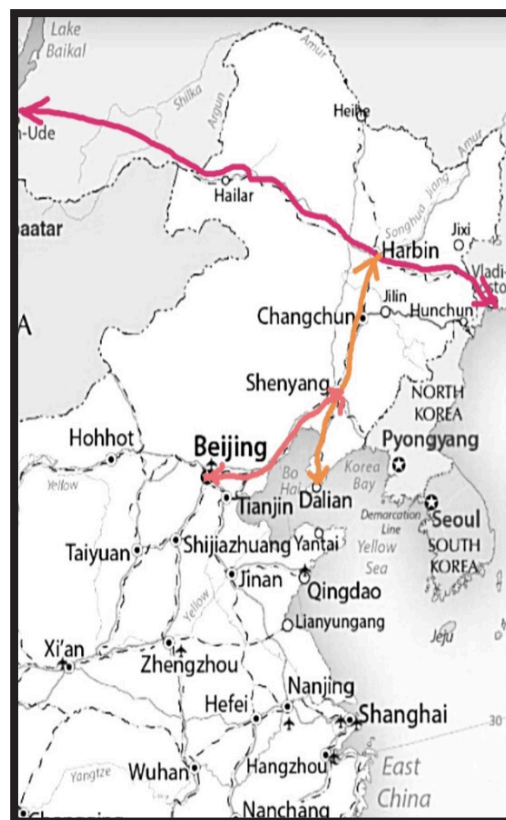 Lake
Baikal
Amur
Shilka
Argun
Heihe
n-Ude
Hailar
Songhua Jiang
Amur
Jixi
45
baatar
Harbin
Vladi-
sto
Jilin
Changchun
Hunchun
A
Shenyang
NORTH
KOREA
Hohhot
Beijing
Pyongyang
Yellow
Bo
Hai
Korea
Bay
Tianjin
Dalian
Demarcation
Line
Seoul
Taiyuan
Shijiazhuang
Yantai
Yellow
Sea
SOUTH
KOREA
Jinan
Qingdao
Yellow
Lianyungang
Jeju
Xi'an
Zhengzhou
Nanjing
Hefei
Shanghai
30
Wuhan
Hangzhou
East
China
Yangtze
Nanchang